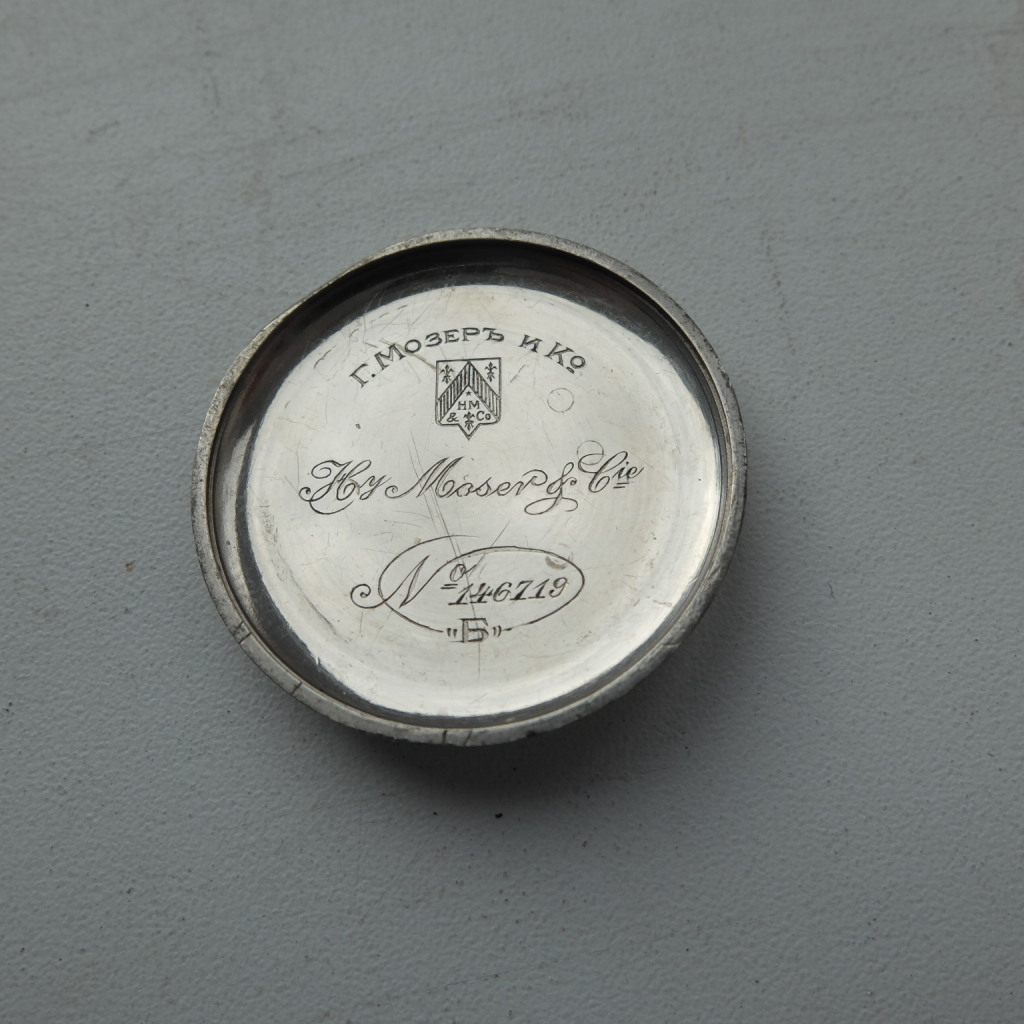 Г. Мозеръ и Ко
HM
& Co
Hy Moser & Cie
No 146719
"Б"